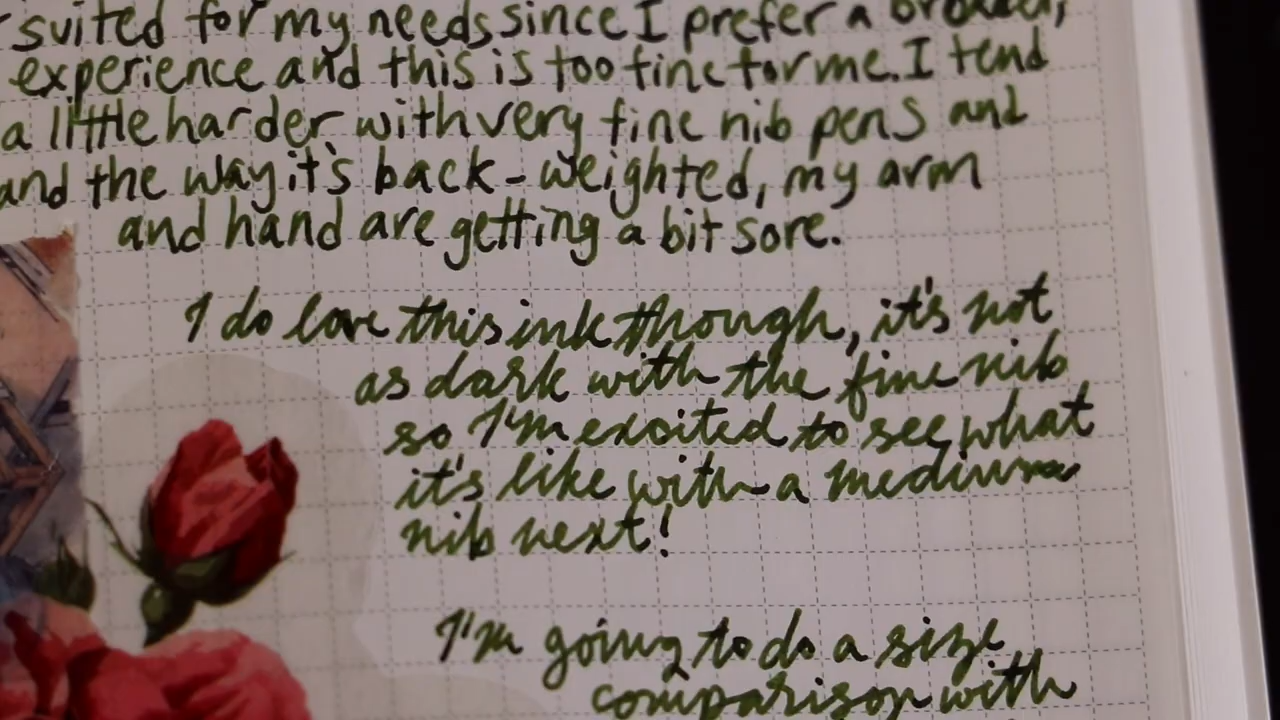 suited for my needs since I prefer a broader,
experience and this is too fine for me. I tend
a little harder with very fine nib pens and
and the way it's back-weighted, my arm
and hand are getting a bit sore.
I do love this ink though, it's not
as dark with the fine nib
so I'm excited to see what
it's like with a medium
nib next!
I'm going to do a size
comparison with